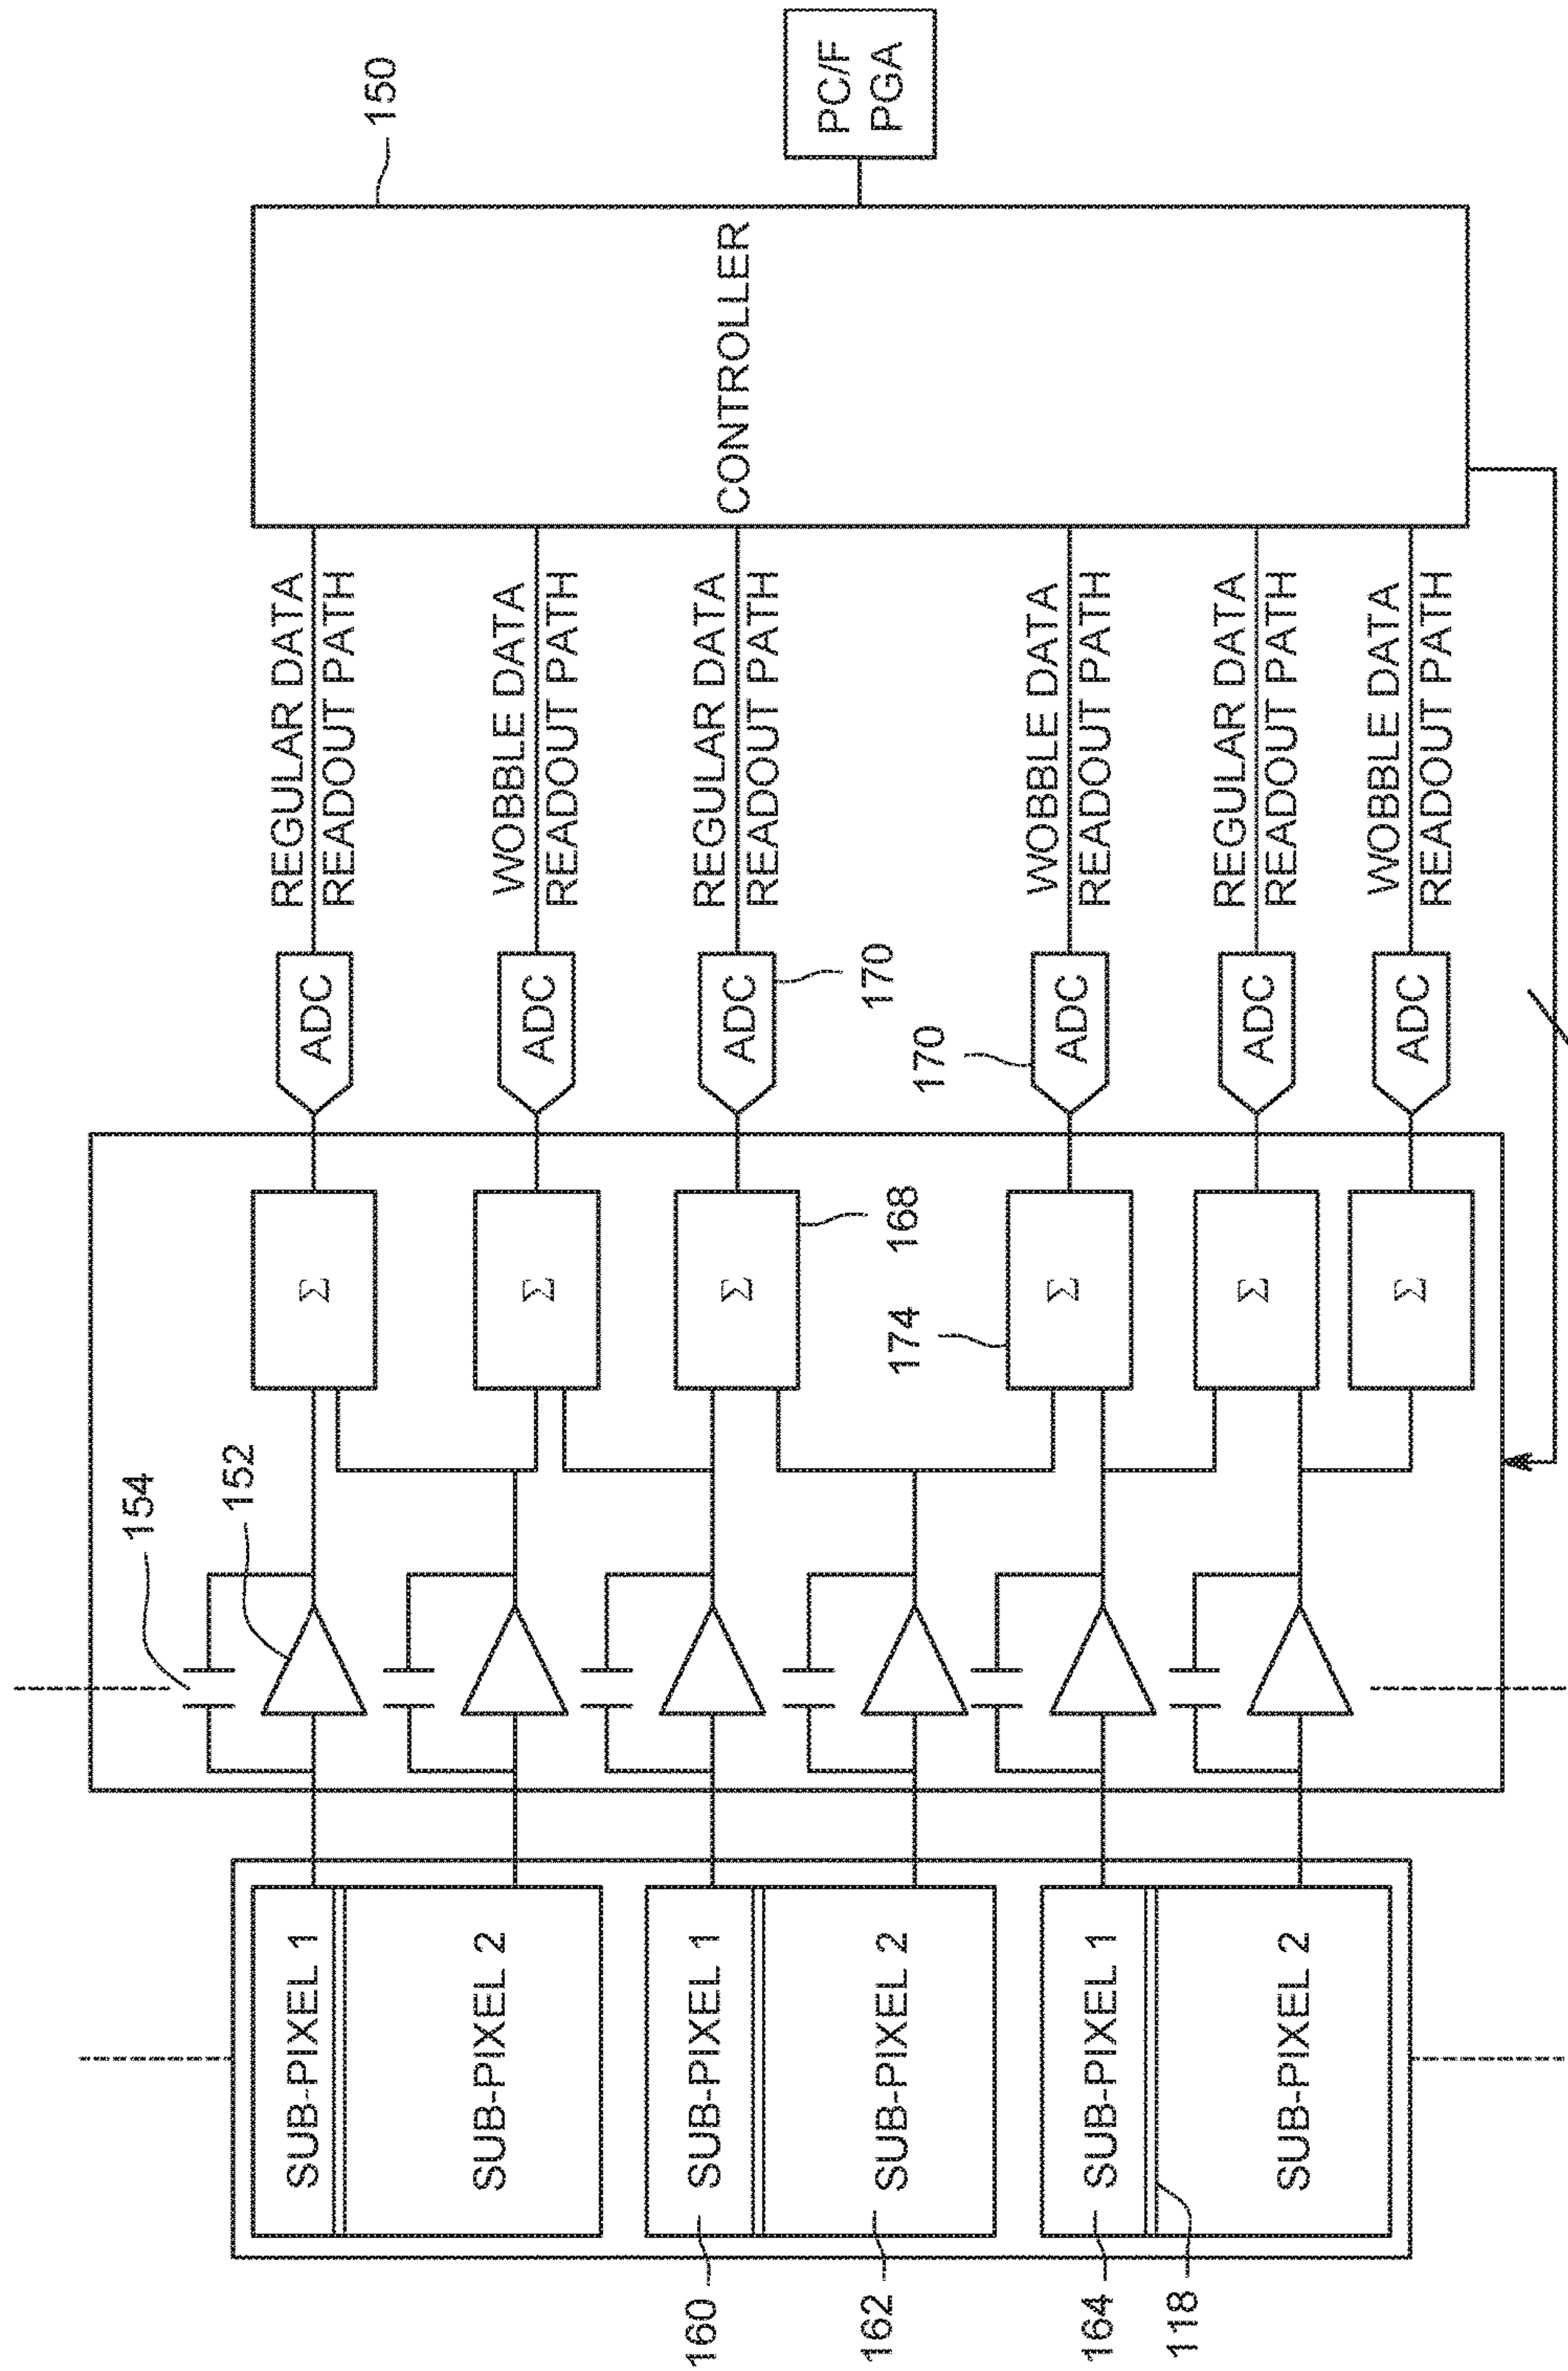 160
SUB-PIXEL 1
SUB-PIXEL 2
162
SUB-PIXEL 1
SUB-PIXEL 2
164
118
SUB-PIXEL 1
SUB-PIXEL 2
154
152
Σ
Σ
Σ
168
174
Σ
Σ
Σ
ADC
ADC
ADC
170
170
ADC
ADC
ADC
REGULAR DATA
READOUT PATH
WOBBLE DATA
READOUT PATH
REGULAR DATA
READOUT PATH
WOBBLE DATA
READOUT PATH
REGULAR DATA
READOUT PATH
WOBBLE DATA
READOUT PATH
CONTROLLER
150
PC/F
PGA